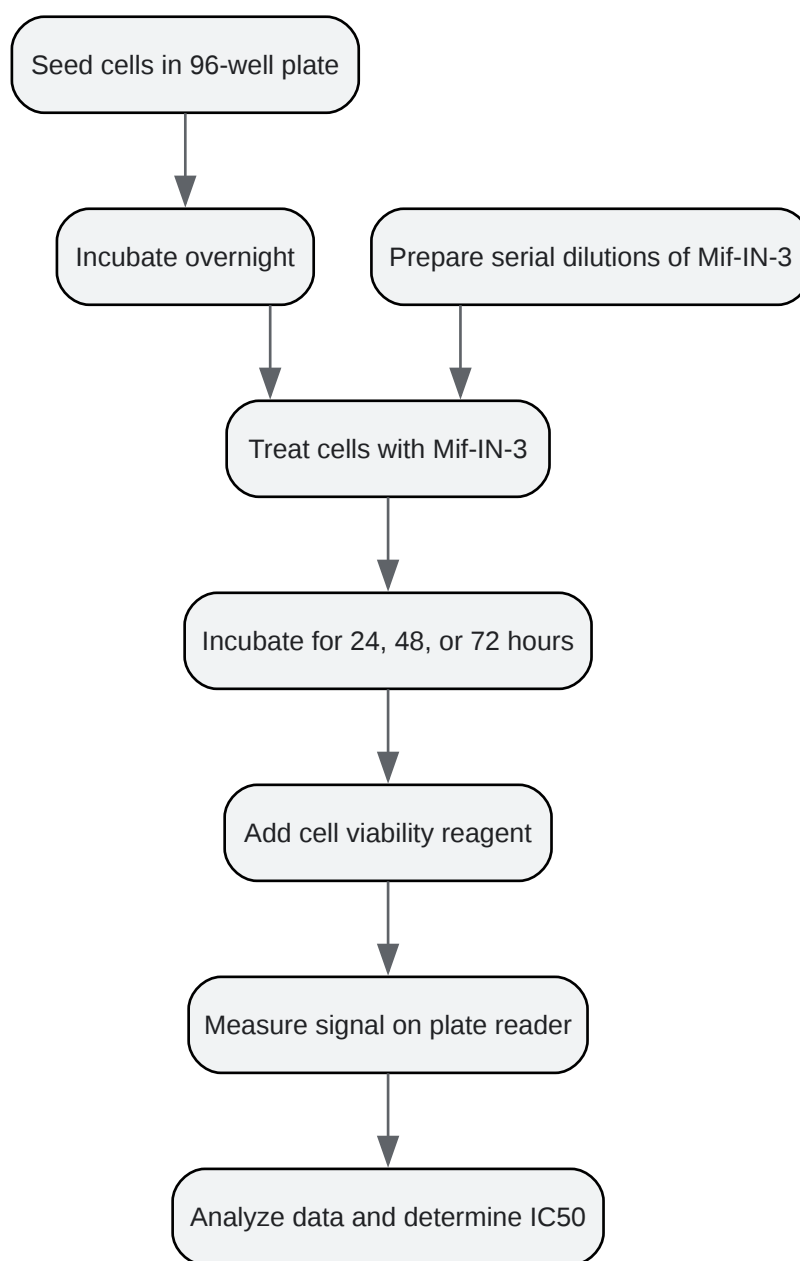 Seed cells in 96-well plate
Incubate overnight
Prepare serial dilutions of Mif-IN-3
Treat cells with Mif-IN-3
Incubate for 24, 48, or 72 hours
Add cell viability reagent
Measure signal on plate reader
Analyze data and determine IC50